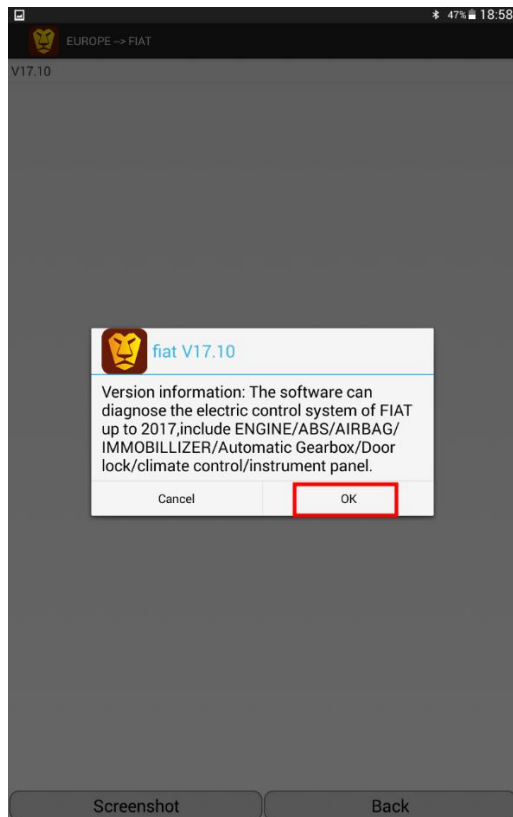 47% 18:58
EUROPE --> FIAT
V17.10
fiat V17.10
Version information: The software can
diagnose the electric control system of FIAT
up to 2017,include ENGINE/ABS/AIRBAG/
IMMOBILLIZER/Automatic Gearbox/Door
lock/climate control/instrument panel.
Cancel OK
Screenshot Back